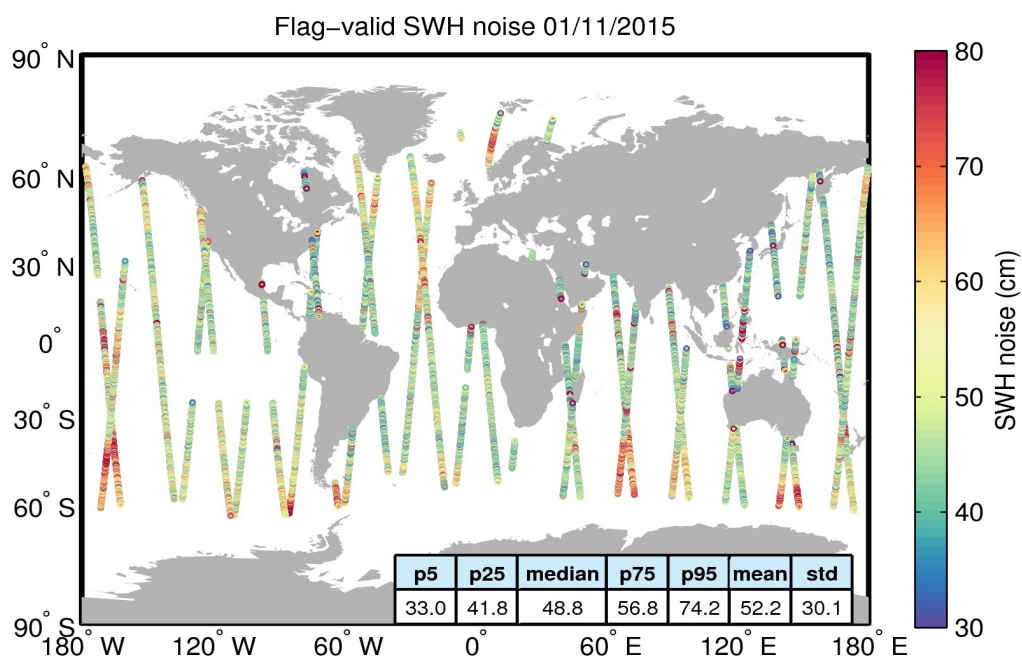 Flag−valid SWH noise 01/11/2015
90° N
60° N
30° N
0°
30° S
60° S
90° S
180° W
120° W
60° W
0°
60° E
120° E
180° E
80
70
60
50
40
30
SWH noise (cm)
p5 p25 median p75 p95 mean std
33.0 41.8 48.8 56.8 74.2 52.2 30.1